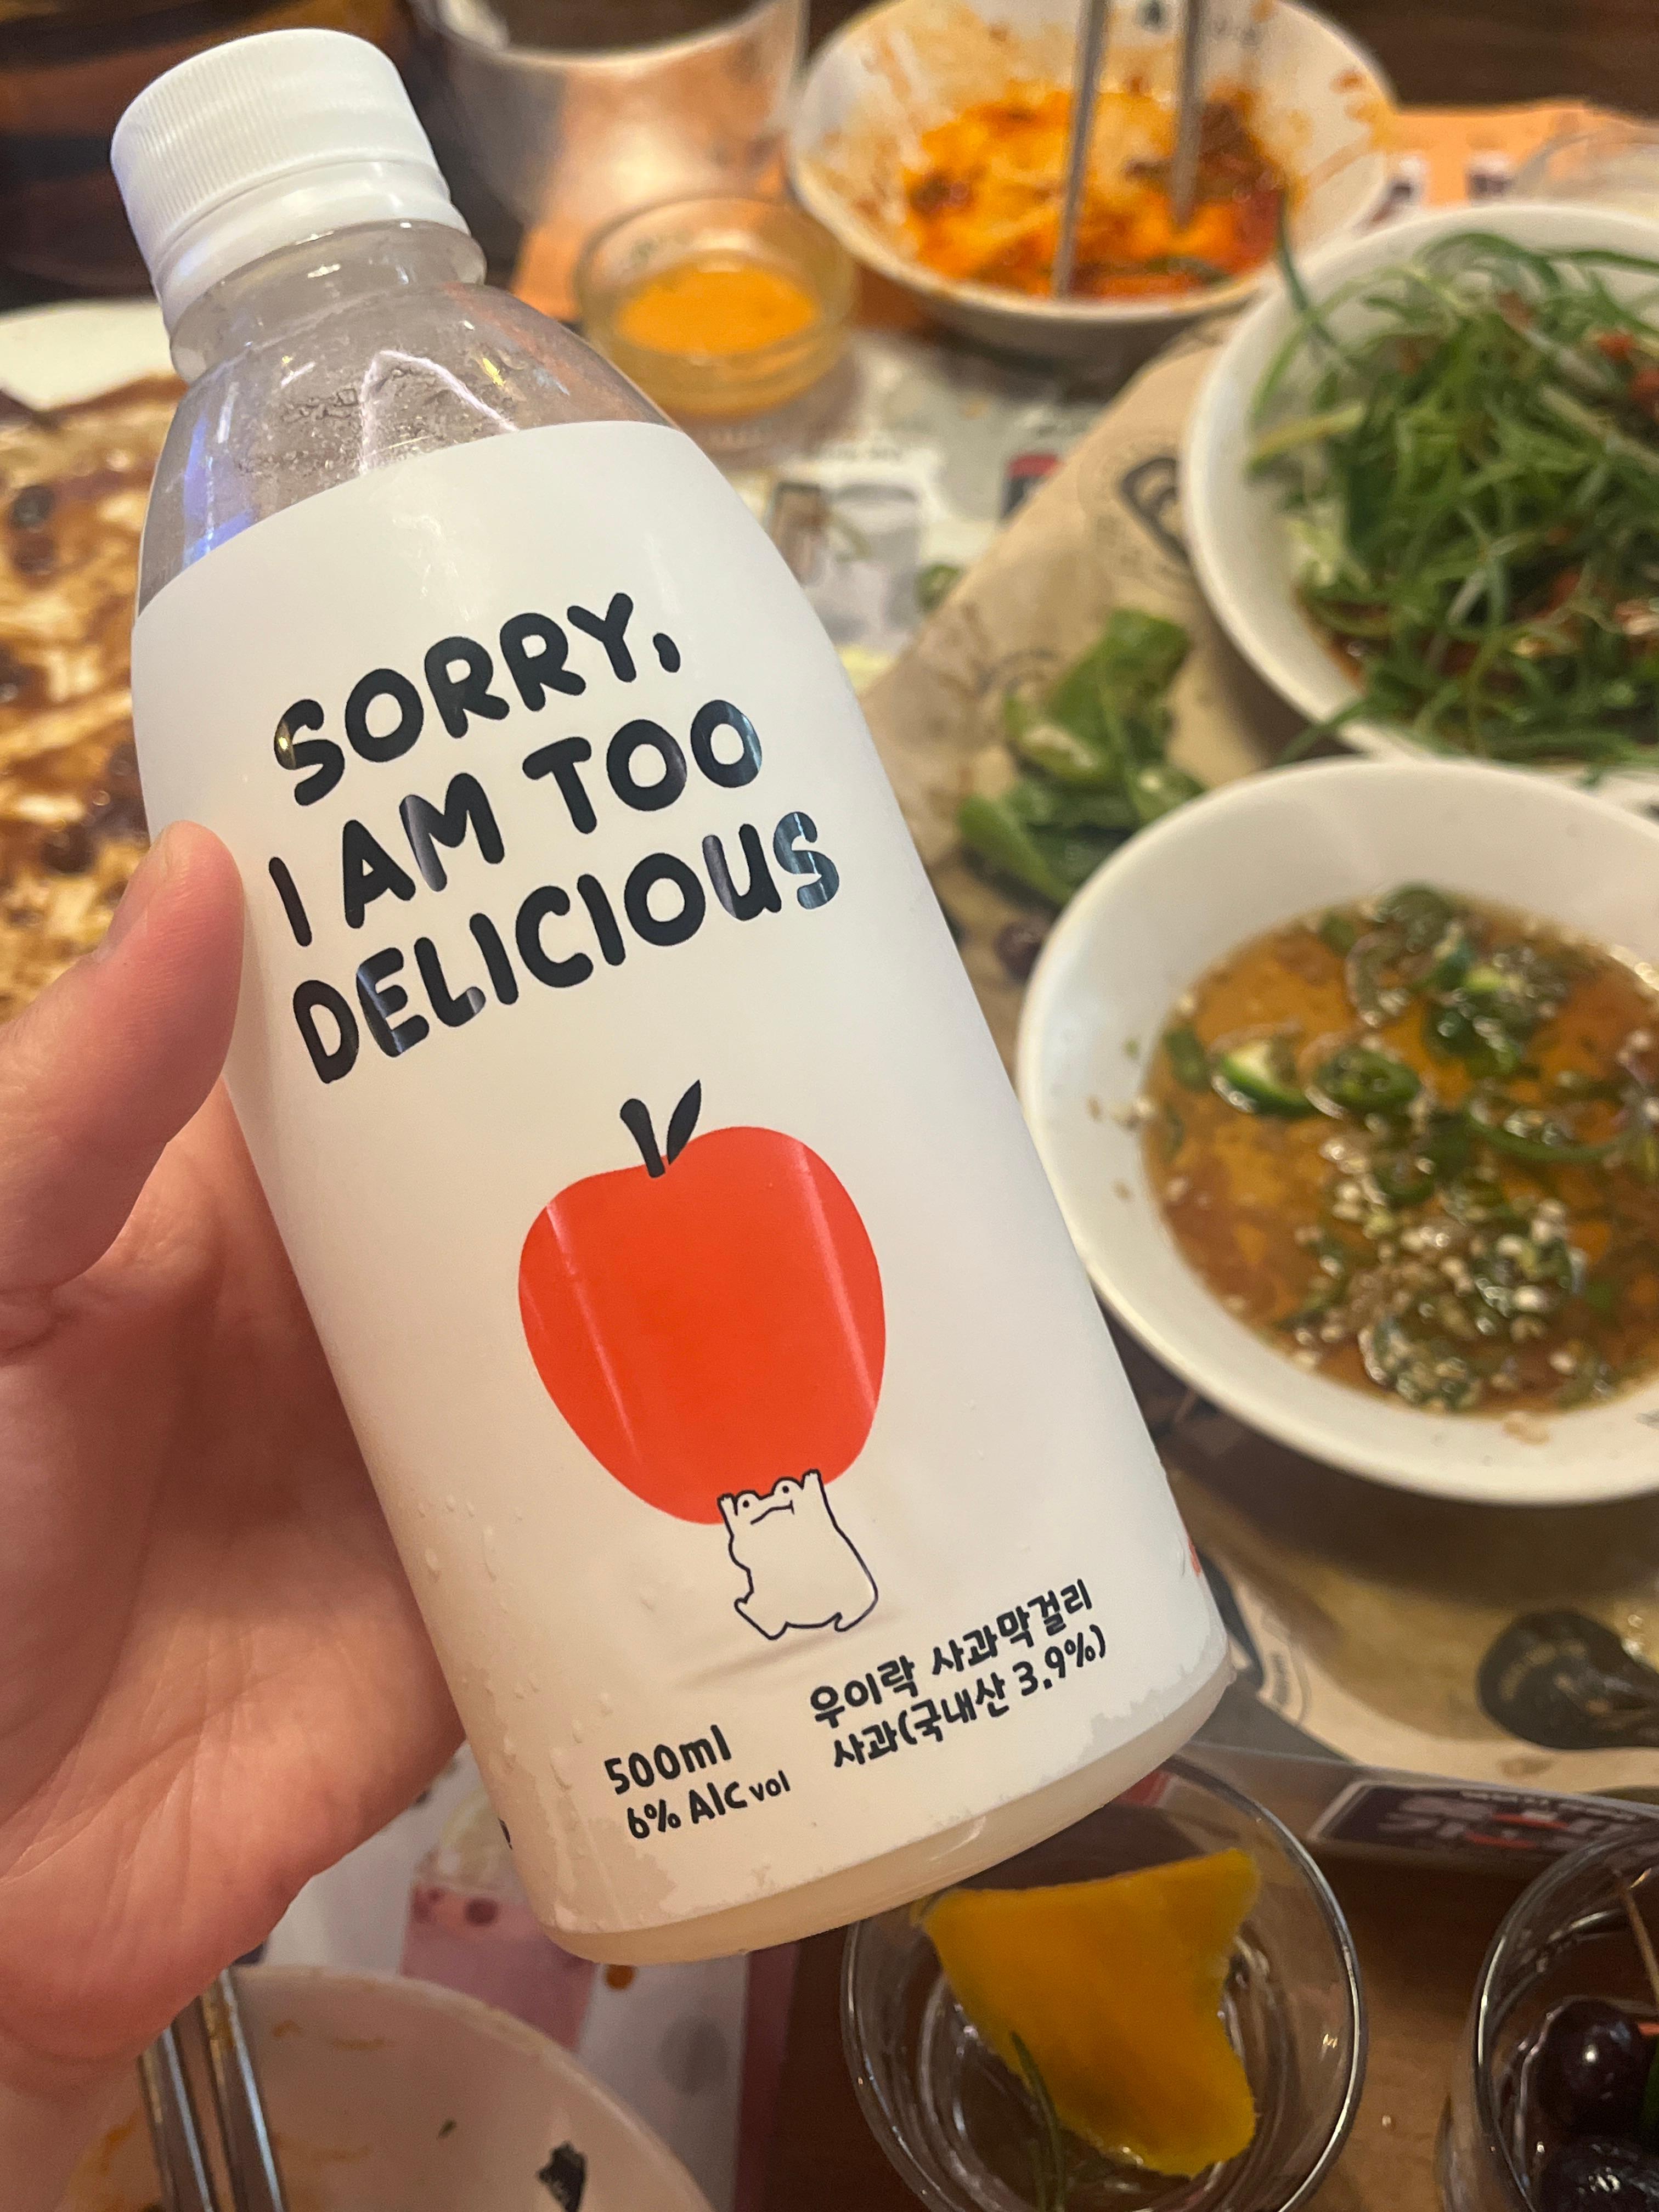 SORRY,
I AM TOO
DELICIOUS
우이락 사과막걸리
사과(국내산 3.9%)
500ml
6% Alc vol